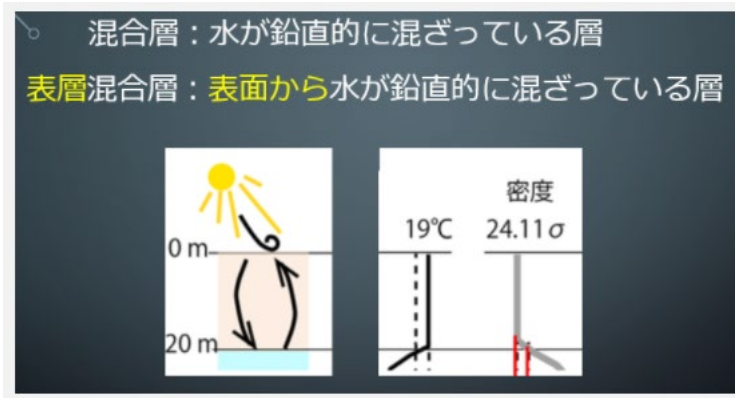 混合層：水が鉛直的に混ざっている層
表層混合層：表面から水が鉛直的に混ざっている層
密度
19℃ 24.11σ
0 m
20 m